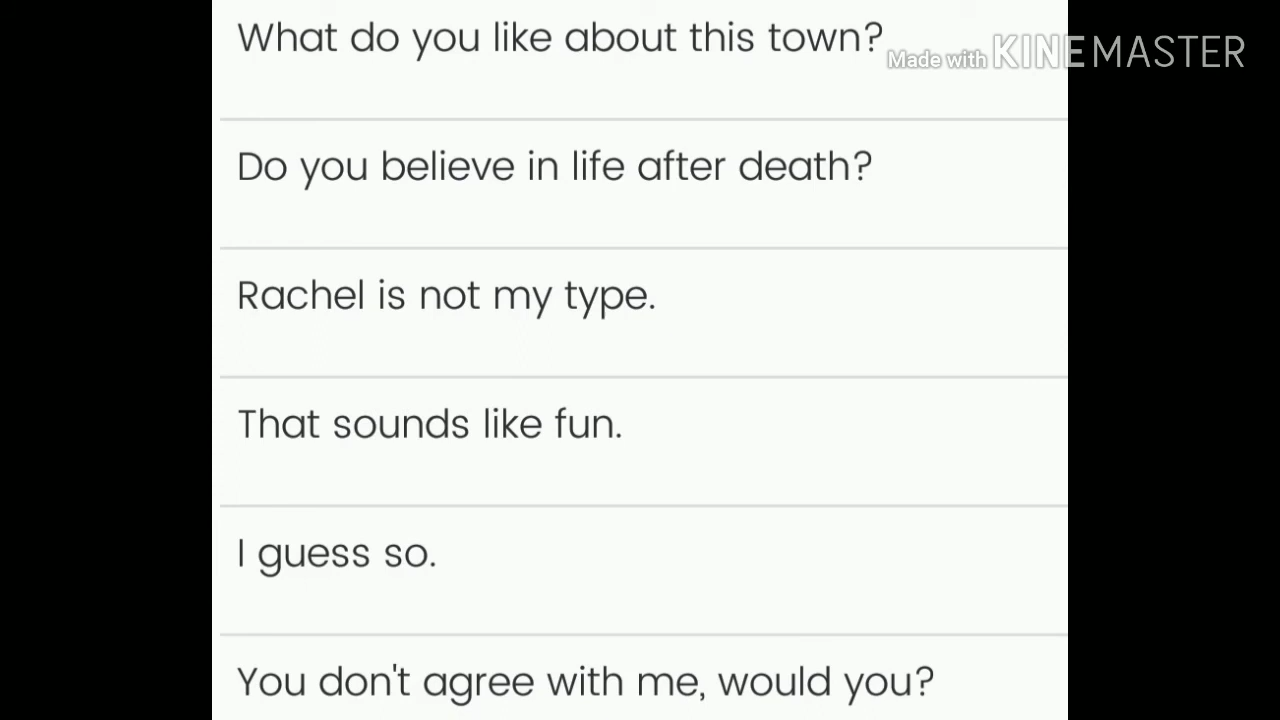 What do you like about this town?
Made with KINEMASTER
Do you believe in life after death?
Rachel is not my type.
That sounds like fun.
I guess so.
You don't agree with me, would you?